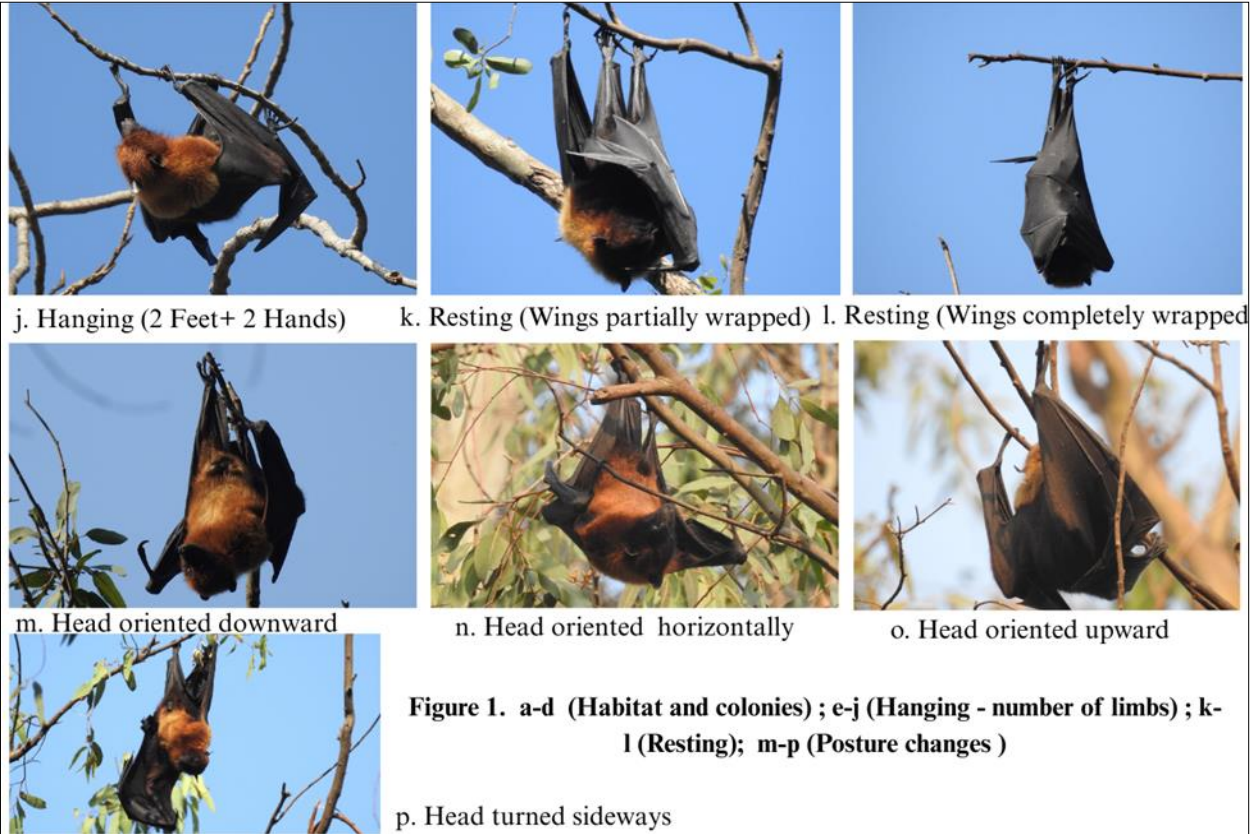 j. Hanging (2 Feet+ 2 Hands)
k. Resting (Wings partially wrapped)
l. Resting (Wings completely wrapped
m. Head oriented downward
n. Head oriented horizontally
o. Head oriented upward
Figure 1. a-d (Habitat and colonies) ; e-j (Hanging - number of limbs) ; k-
l (Resting); m-p (Posture changes )
p. Head turned sideways